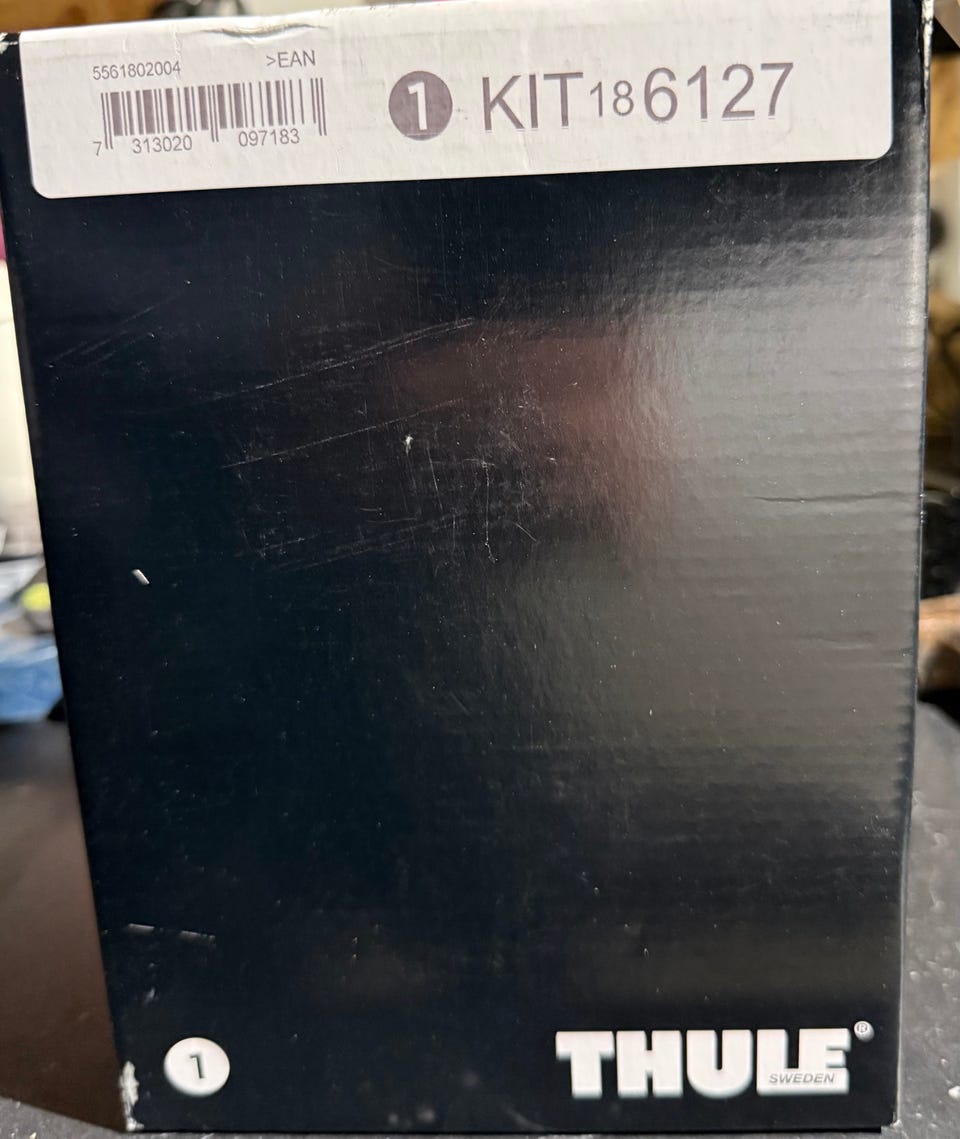 5561802004 >EAN
1 KIT 18 6127
7 313020 097183
1
THULE®
SWEDEN